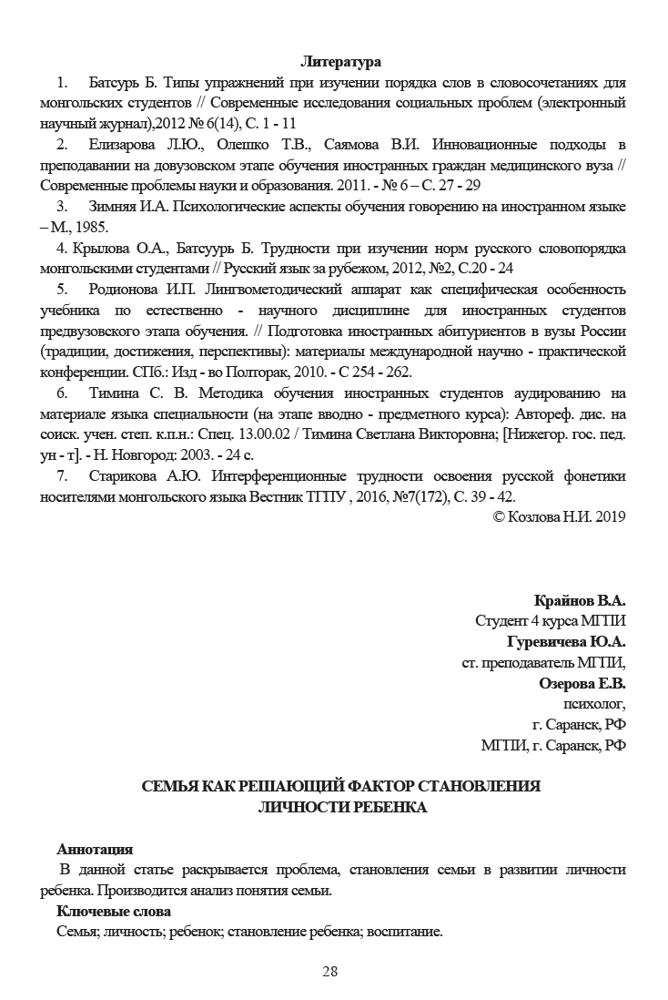 Литература
1. Батсурь Б. Типы упражнений при изучении порядка слов в словосочетаниях для
монгольских студентов // Современные исследования социальных проблем (электронный
научный журнал),2012 № 6(14), С. 1 - 11
2. Елизарова Л.Ю., Олешко Т.В., Саямова В.И. Инновационные подходы в
преподавании на довузовском этапе обучения иностранных граждан медицинского вуза //
Современные проблемы науки и образования. 2011. - № 6 – С. 27 - 29
3. Зимняя И.А. Психологические аспекты обучения говорению на иностранном языке
– М., 1985.
4. Крылова О.А., Батсуурь Б. Трудности при изучении норм русского словопорядка
монгольскими студентами // Русский язык за рубежом, 2012, №2, С.20 - 24
5. Родионова И.П. Лингвометодический аппарат как специфическая особенность
учебника по естественно - научного дисциплине для иностранных студентов
предвузовского этапа обучения. // Подготовка иностранных абитуриентов в вузы России
(традиции, достижения, перспективы): материалы международной научно - практической
конференции. СПб.: Изд - во Полторак, 2010. - С 254 - 262.
6. Тимина С. В. Методика обучения иностранных студентов аудированию на
материале языка специальности (на этапе вводно - предметного курса): Автореф. дис. на
соиск. учен. степ. к.п.н.: Спец. 13.00.02 / Тимина Светлана Викторовна; [Нижегор. гос. пед.
ун - т]. - Н. Новгород: 2003. - 24 с.
7. Старикова А.Ю. Интерференционные трудности освоения русской фонетики
носителями монгольского языка Вестник ТГПУ , 2016, №7(172), С. 39 - 42.
© Козлова Н.И. 2019
Крайнов В.А.
Студент 4 курса МГПИ
Гуревичева Ю.А.
ст. преподаватель МГПИ,
Озерова Е.В.
психолог,
г. Саранск, РФ
МГПИ, г. Саранск, РФ
СЕМЬЯ КАК РЕШАЮЩИЙ ФАКТОР СТАНОВЛЕНИЯ
ЛИЧНОСТИ РЕБЕНКА
Аннотация
В данной статье раскрывается проблема, становления семьи в развитии личности
ребенка. Производится анализ понятия семьи.
Ключевые слова
Семья; личность; ребенок; становление ребенка; воспитание.
28